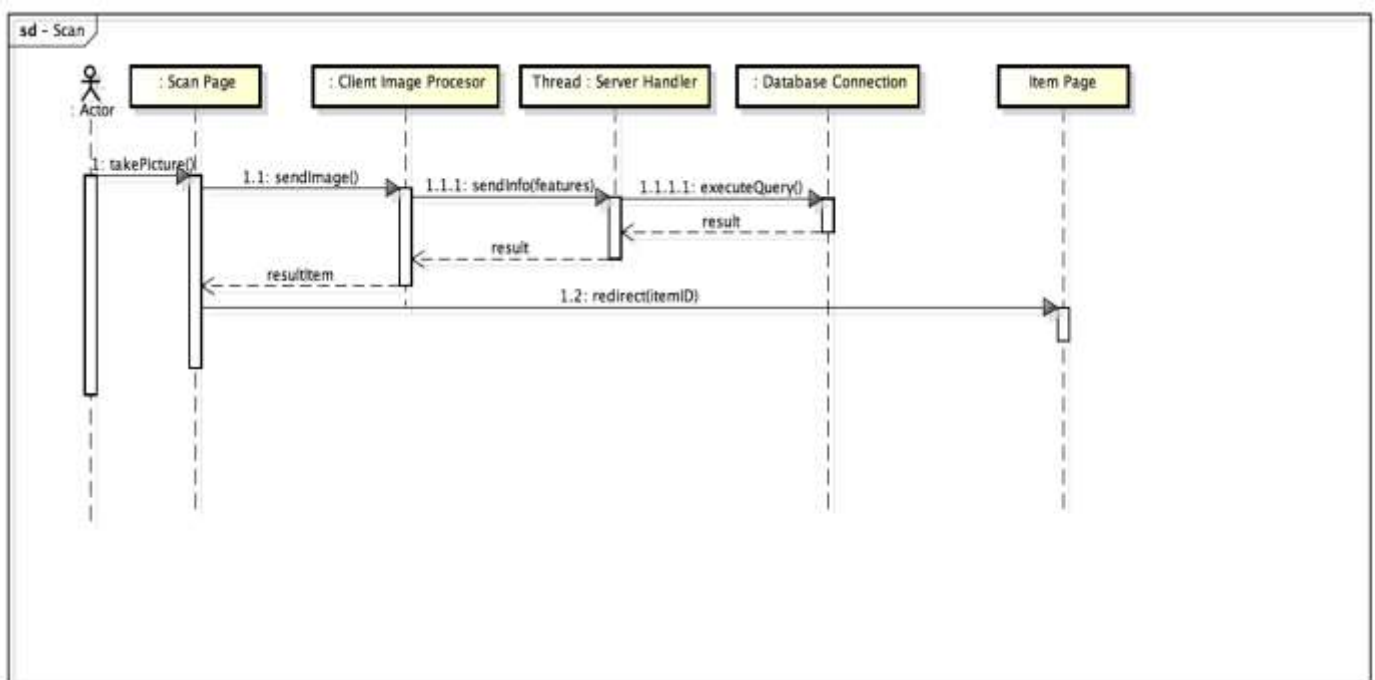 sd - Scan
: Actor
: Scan Page
: Client Image Procesor
Thread : Server Handler
: Database Connection
Item Page
1: takePicture()
1.1: sendImage()
1.1.1: sendInfo(features)
1.1.1.1: executeQuery()
result
result
resultItem
1.2: redirect(itemID)